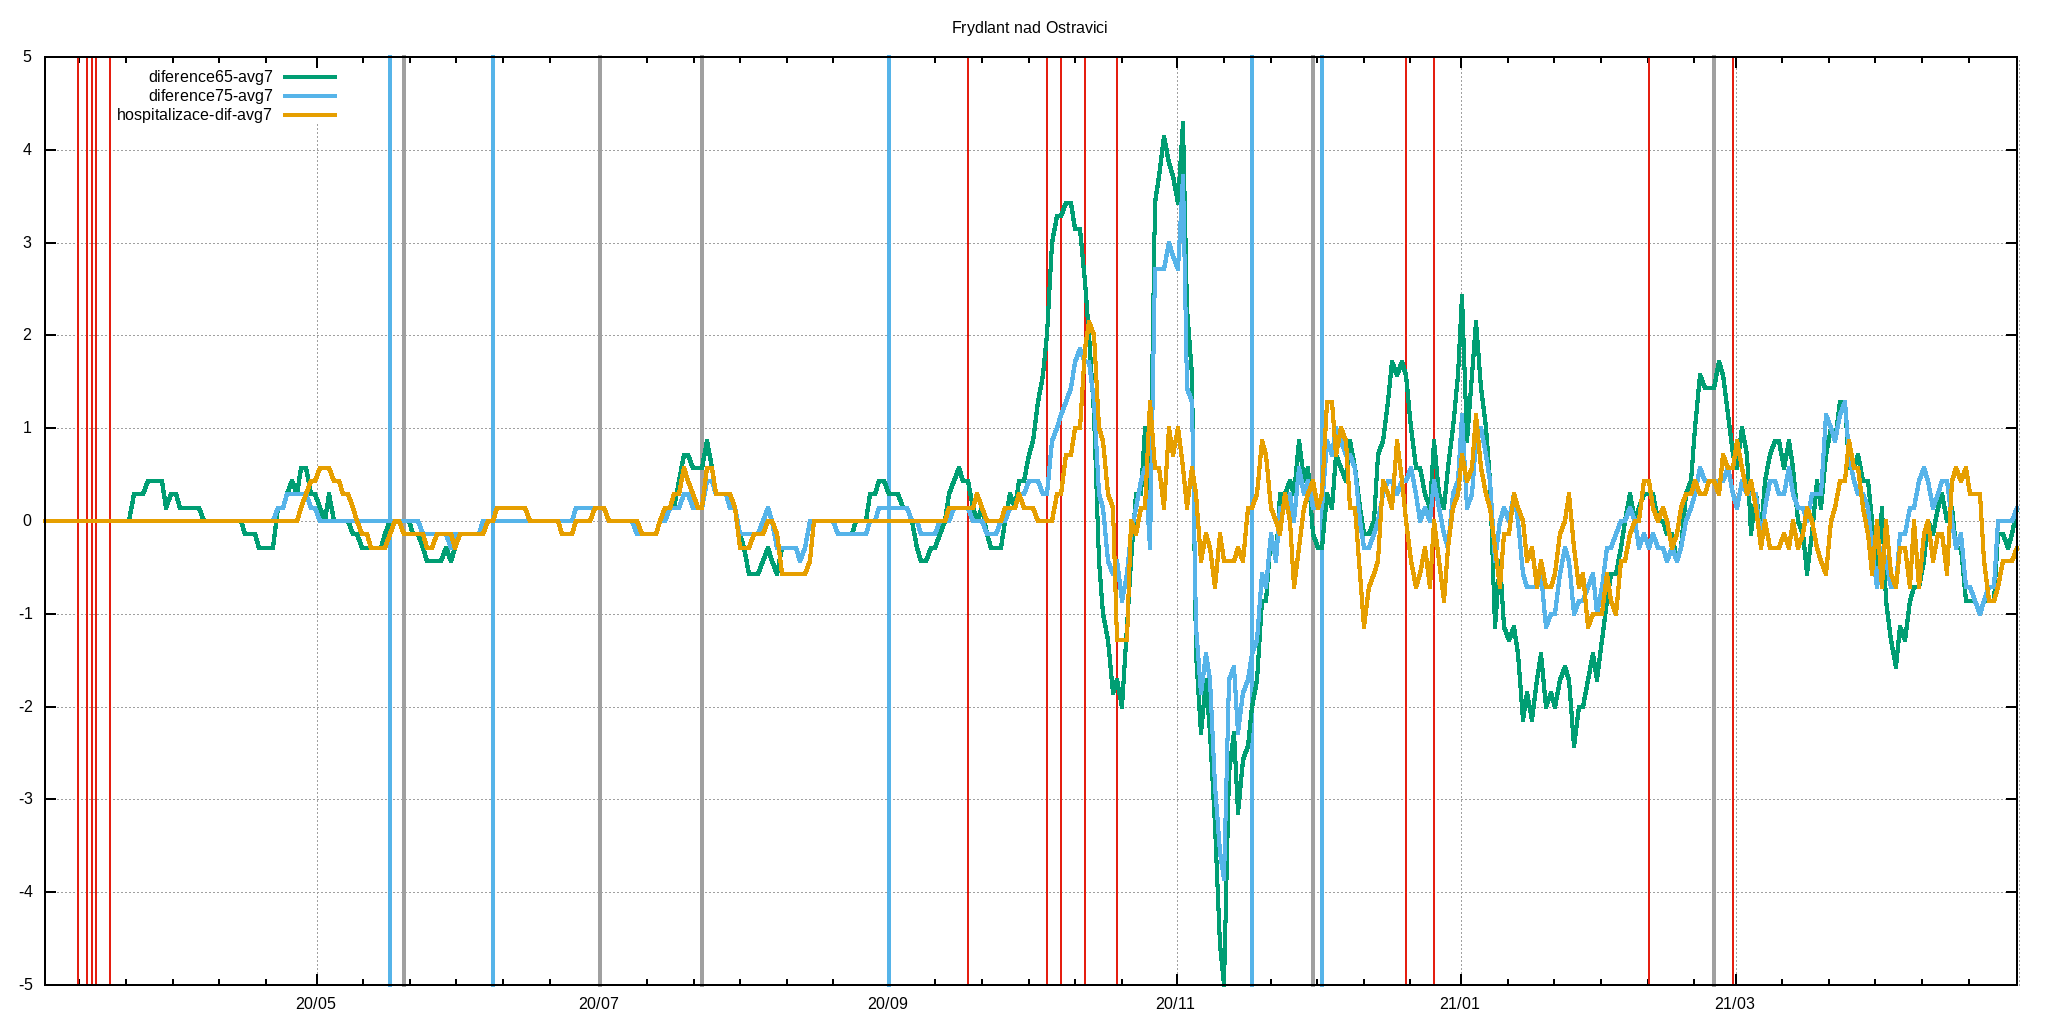 Frydlant nad Ostravici
diference65-avg7
diference75-avg7
hospitalizace-dif-avg7
5
4
3
2
1
0
-1
-2
-3
-4
-5
20/05 20/07 20/09 20/11 21/01 21/03